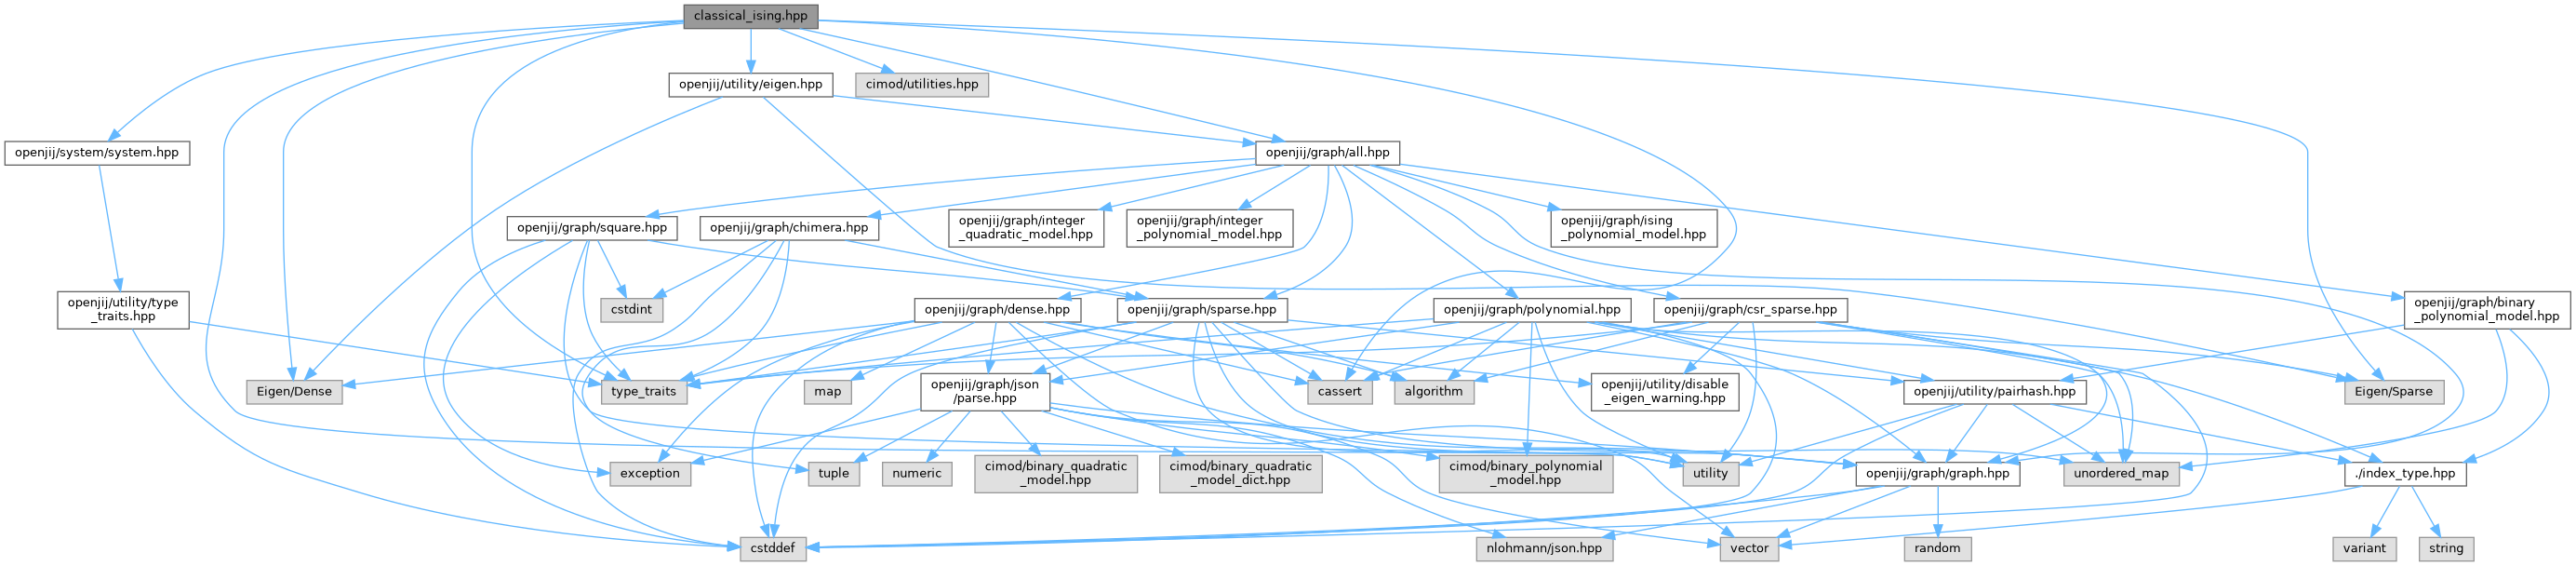 classical_ising.hpp
openjij/utility/eigen.hpp
cimod/utilities.hpp
openjij/system/system.hpp
openjij/graph/all.hpp
openjij/graph/square.hpp
openjij/graph/chimera.hpp
openjij/graph/integer
_quadratic_model.hpp
openjij/graph/integer
_polynomial_model.hpp
openjij/graph/ising
_polynomial_model.hpp
openjij/utility/type
_traits.hpp
cstdint
openjij/graph/dense.hpp
openjij/graph/sparse.hpp
openjij/graph/polynomial.hpp
openjij/graph/csr_sparse.hpp
openjij/graph/binary
_polynomial_model.hpp
Eigen/Dense
type_traits
map
openjij/graph/json
/parse.hpp
cassert
algorithm
openjij/utility/disable
_eigen_warning.hpp
openjij/utility/pairhash.hpp
Eigen/Sparse
exception
tuple
numeric
cimod/binary_quadratic
_model.hpp
cimod/binary_quadratic
_model_dict.hpp
cimod/binary_polynomial
_model.hpp
utility
openjij/graph/graph.hpp
unordered_map
./index_type.hpp
cstddef
nlohmann/json.hpp
vector
random
variant
string